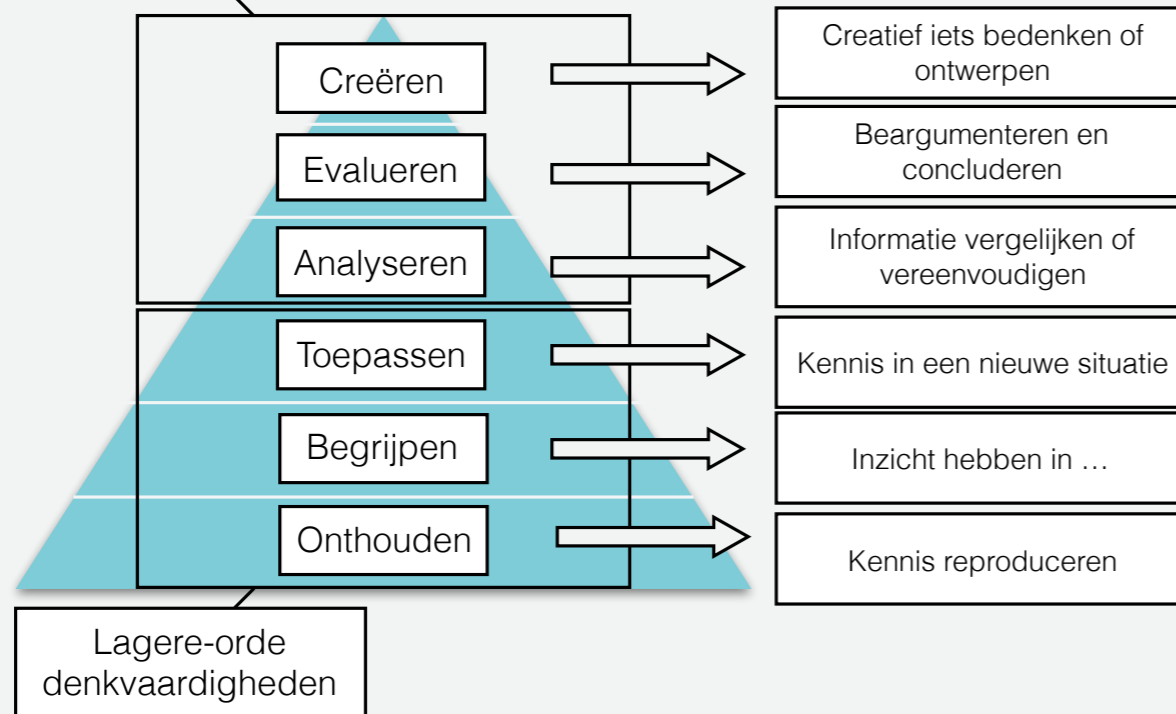 Creëren
Creatief iets bedenken of
ontwerpen
Evalueren
Beargumenteren en
concluderen
Analyseren
Informatie vergelijken of
vereenvoudigen
Toepassen
Kennis in een nieuwe situatie
Begrijpen
Inzicht hebben in …
Onthouden
Kennis reproduceren
Lagere-orde
denkvaardigheden